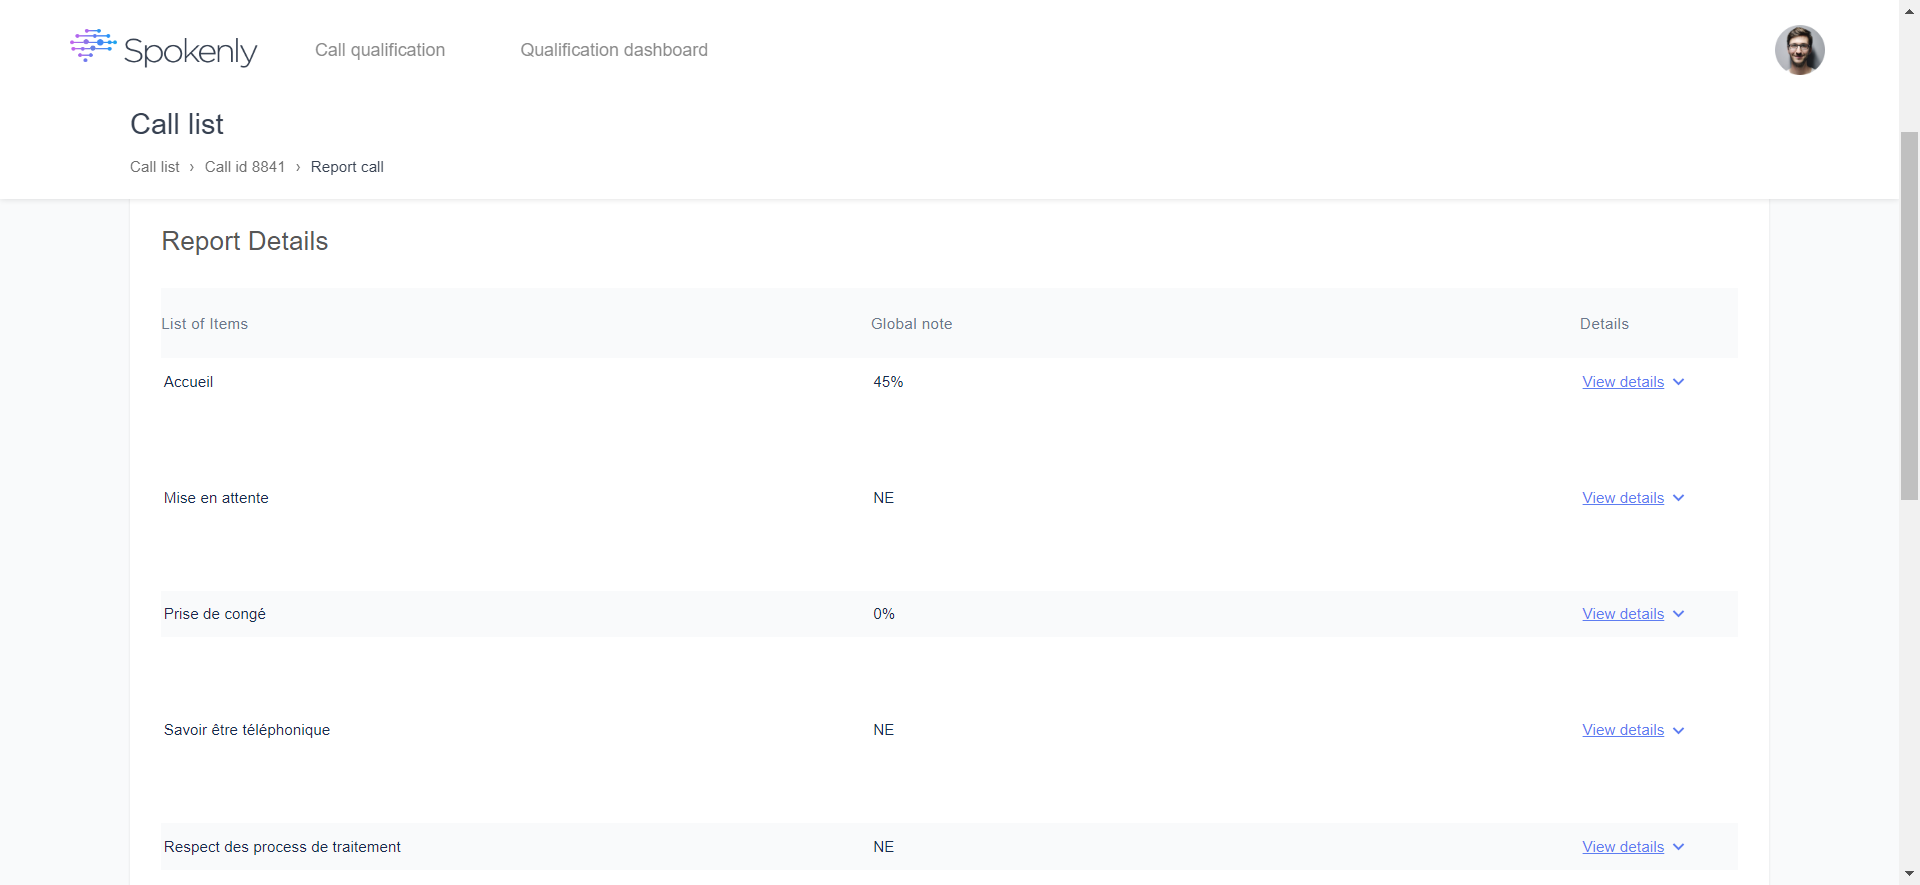 Spokenly
Call qualification
Qualification dashboard
Call list
Call list › Call id 8841 › Report call
Report Details
List of Items Global note Details
Accueil 45% View details
Mise en attente NE View details
Prise de congé 0% View details
Savoir être téléphonique NE View details
Respect des process de traitement NE View details